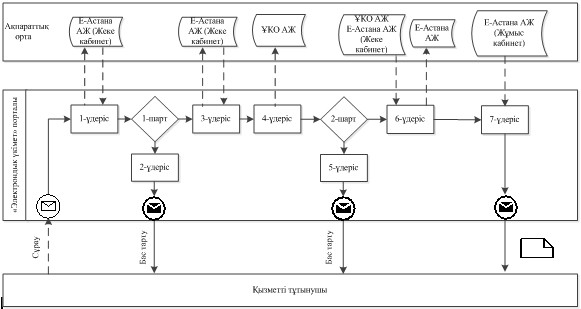 Ақпараттық
орта
Е-Астана
АЖ (Жеке
кабинет)
Е-Астана
АЖ (Жеке
кабинет)
ҰКО АЖ
ҰКО АЖ
Е-Астана АЖ
(Жеке
кабинет)
Е-Астана
АЖ
Е-Астана АЖ
(Жұмыс
кабинет)
«Электрондық үкімет» порталы
1-үдеріс
1-шарт
3-үдеріс
4-үдеріс
2-шарт
6-үдеріс
7-үдеріс
2-үдеріс
5-үдеріс
Сұрау
Бас тарту
Бас тарту
Қызметті тұтынушы